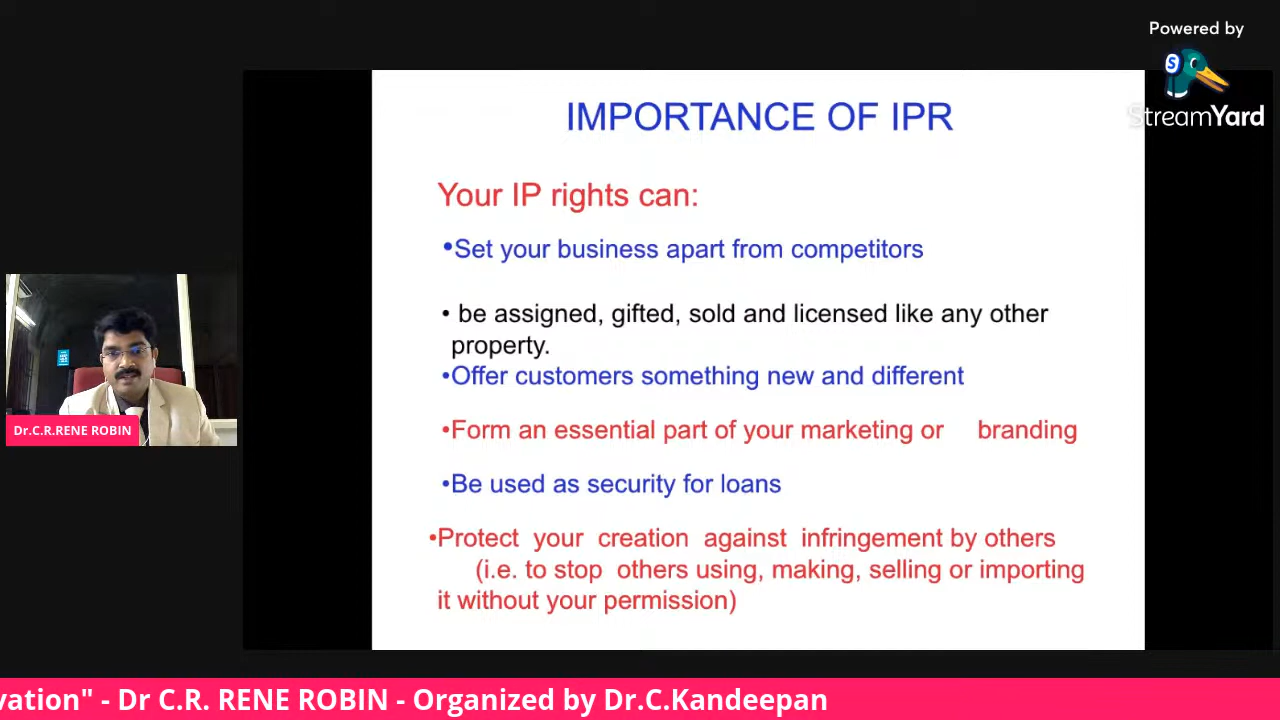 Powered by
StreamYard
IMPORTANCE OF IPR
Your IP rights can:
•Set your business apart from competitors
• be assigned, gifted, sold and licensed like any other
property.
•Offer customers something new and different
•Form an essential part of your marketing or branding
•Be used as security for loans
•Protect your creation against infringement by others
(i.e. to stop others using, making, selling or importing
it without your permission)
Dr.C.R.RENE ROBIN
vation" - Dr C.R. RENE ROBIN - Organized by Dr.C.Kandeepan